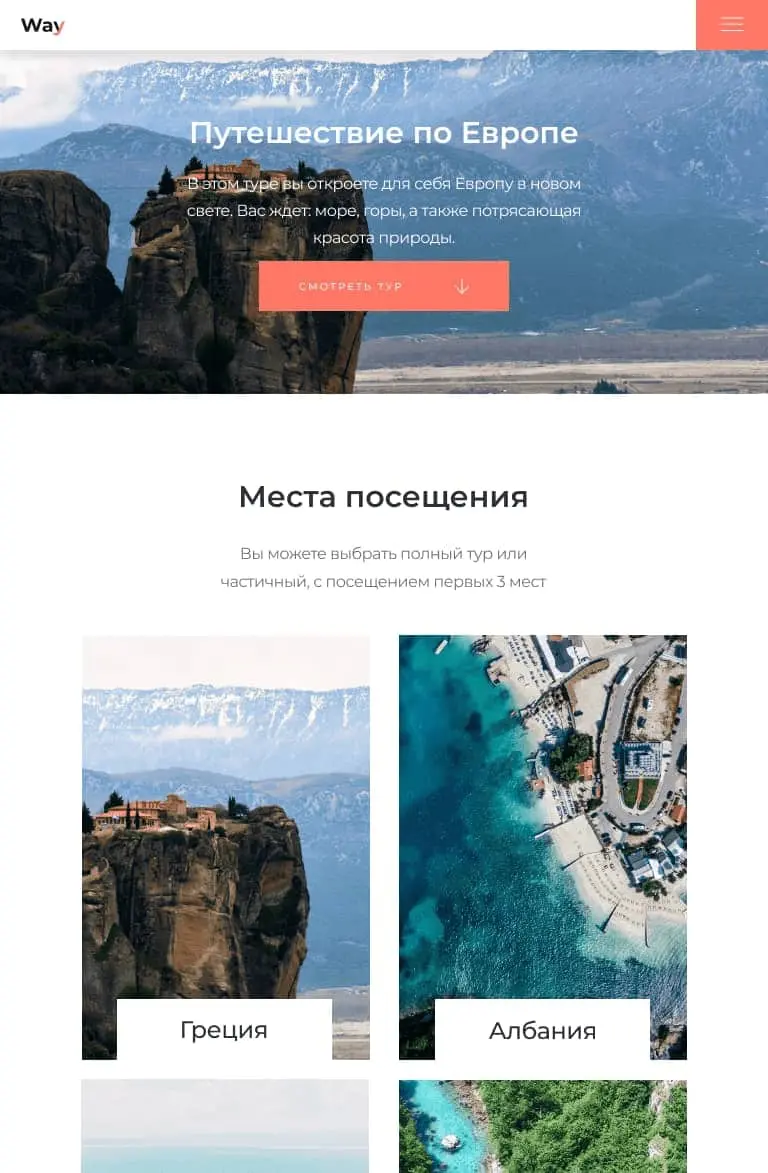 Way
Путешествие по Европе
В этом туре вы откроете для себя Европу в новом
свете. Вас ждет: море, горы, а также потрясающая
красота природы.
СМОТРЕТЬ ТУР
Места посещения
Вы можете выбрать полный тур или
частичный, с посещением первых 3 мест
Греция
Албания